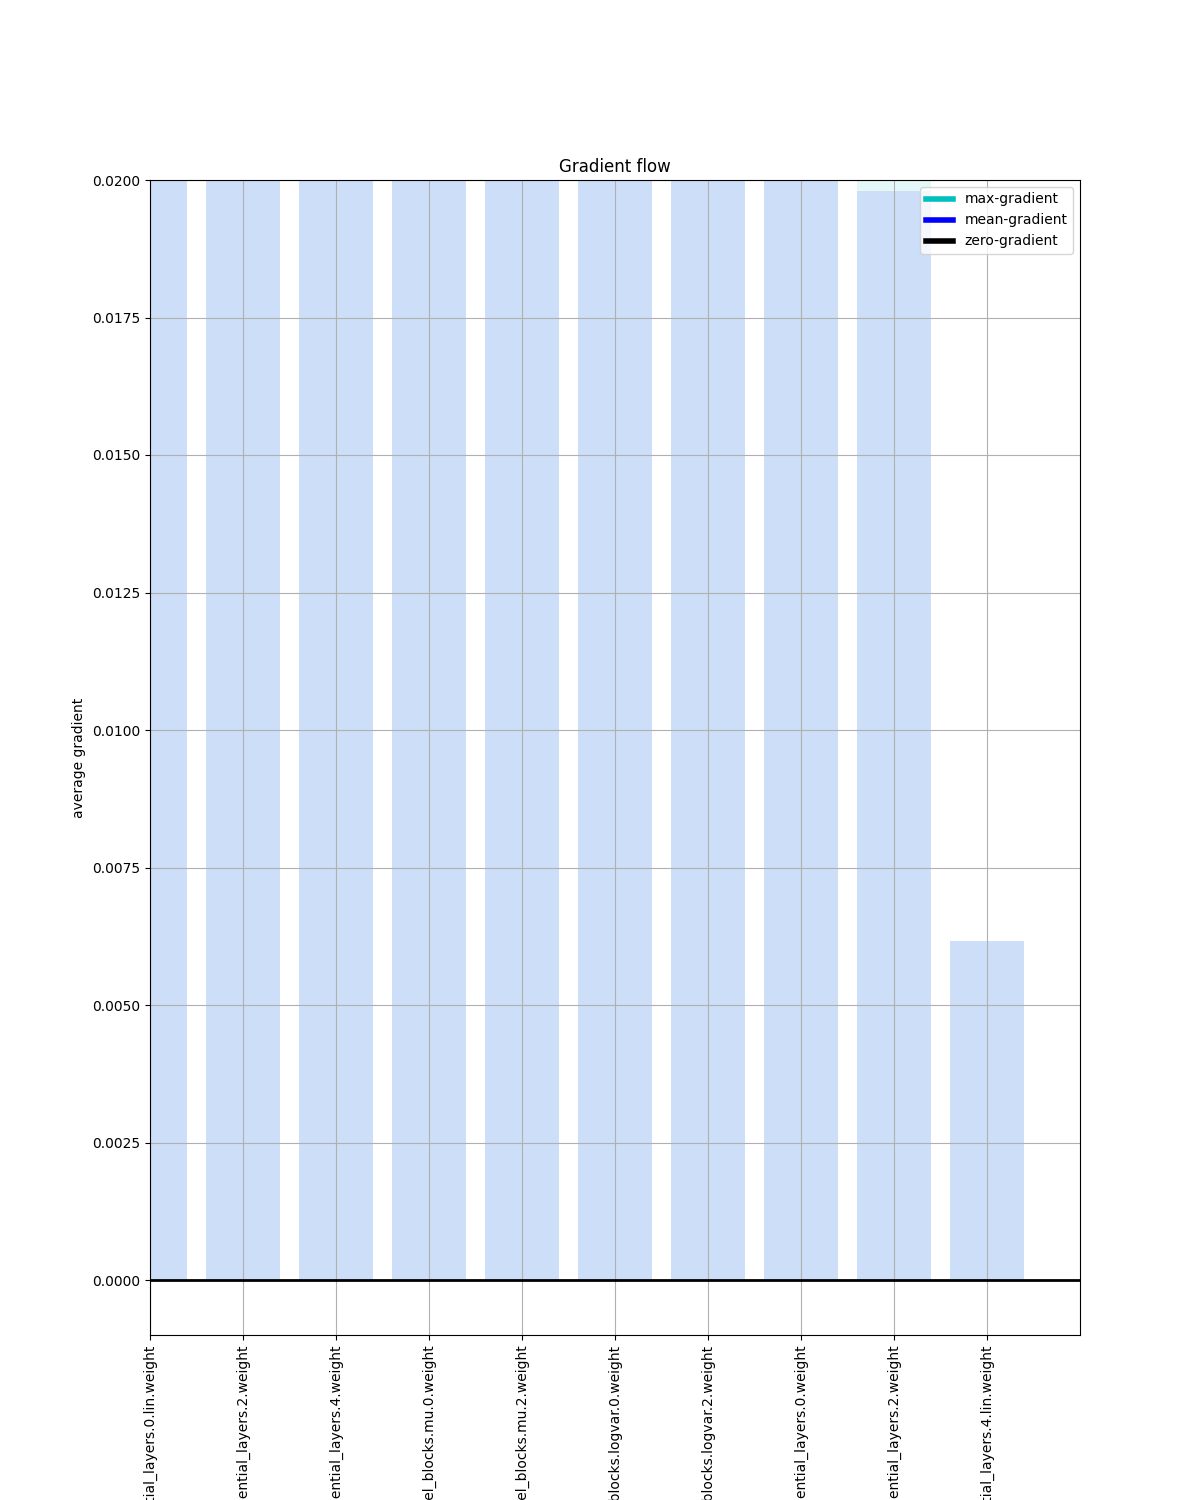 Gradient flow
max-gradient
mean-gradient
zero-gradient
0.0200
0.0175
0.0150
0.0125
0.0100
0.0075
0.0050
0.0025
0.0000
average gradient
tial_layers.0.lin.weight
ential_layers.2.weight
ential_layers.4.weight
el_blocks.mu.0.weight
el_blocks.mu.2.weight
blocks.logvar.0.weight
blocks.logvar.2.weight
ential_layers.0.weight
ential_layers.2.weight
tial_layers.4.lin.weight